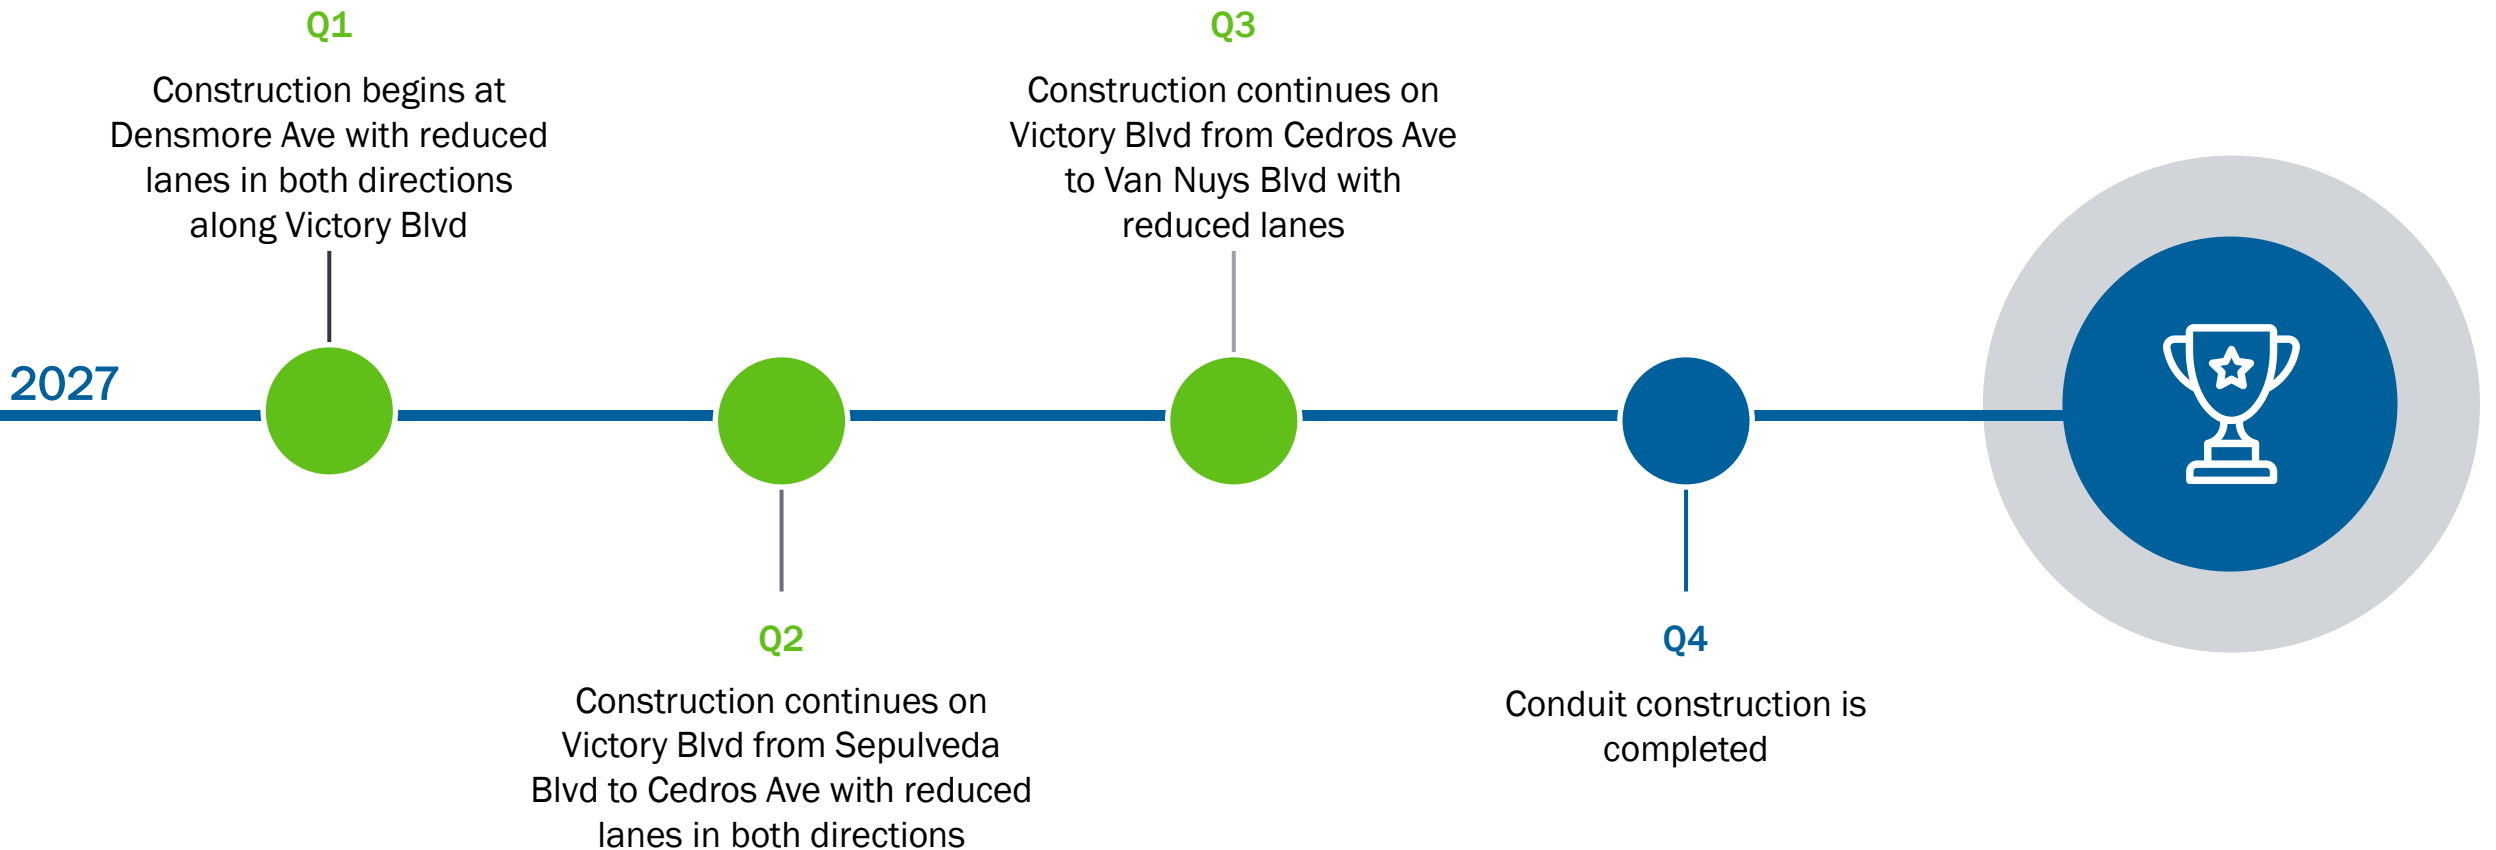 2027
Q1
Construction begins at
Densmore Ave with reduced
lanes in both directions
along Victory Blvd
Q2
Construction continues on
Victory Blvd from Sepulveda
Blvd to Cedros Ave with reduced
lanes in both directions
Q3
Construction continues on
Victory Blvd from Cedros Ave
to Van Nuys Blvd with
reduced lanes
Q4
Conduit construction is
completed